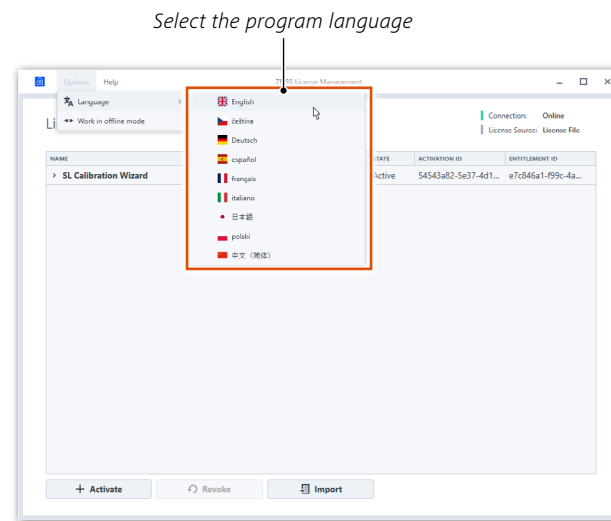 Select the program language
Options Help ZEISS License Management
Language
Work in offline mode
English
čeština
Deutsch
español
français
italiano
日本語
polski
中文（简体）
Connection: Online
License Source: License File
NAME STATE ACTIVATION ID ENTITLEMENT ID
SL Calibration Wizard Active 54543a82-5e37-4d1... e7c846a1-f99c-4a...
Activate Revoke Import